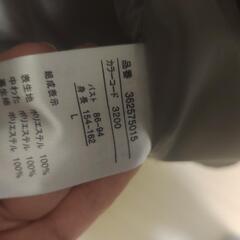 品番 362575015
カラーコード 3200
バスト 86-94
身長 154-162
L
組成表示
表生地 ポリエステル 100%
中わた ポリエステル 100%
裏生地 ポリエステル 100%